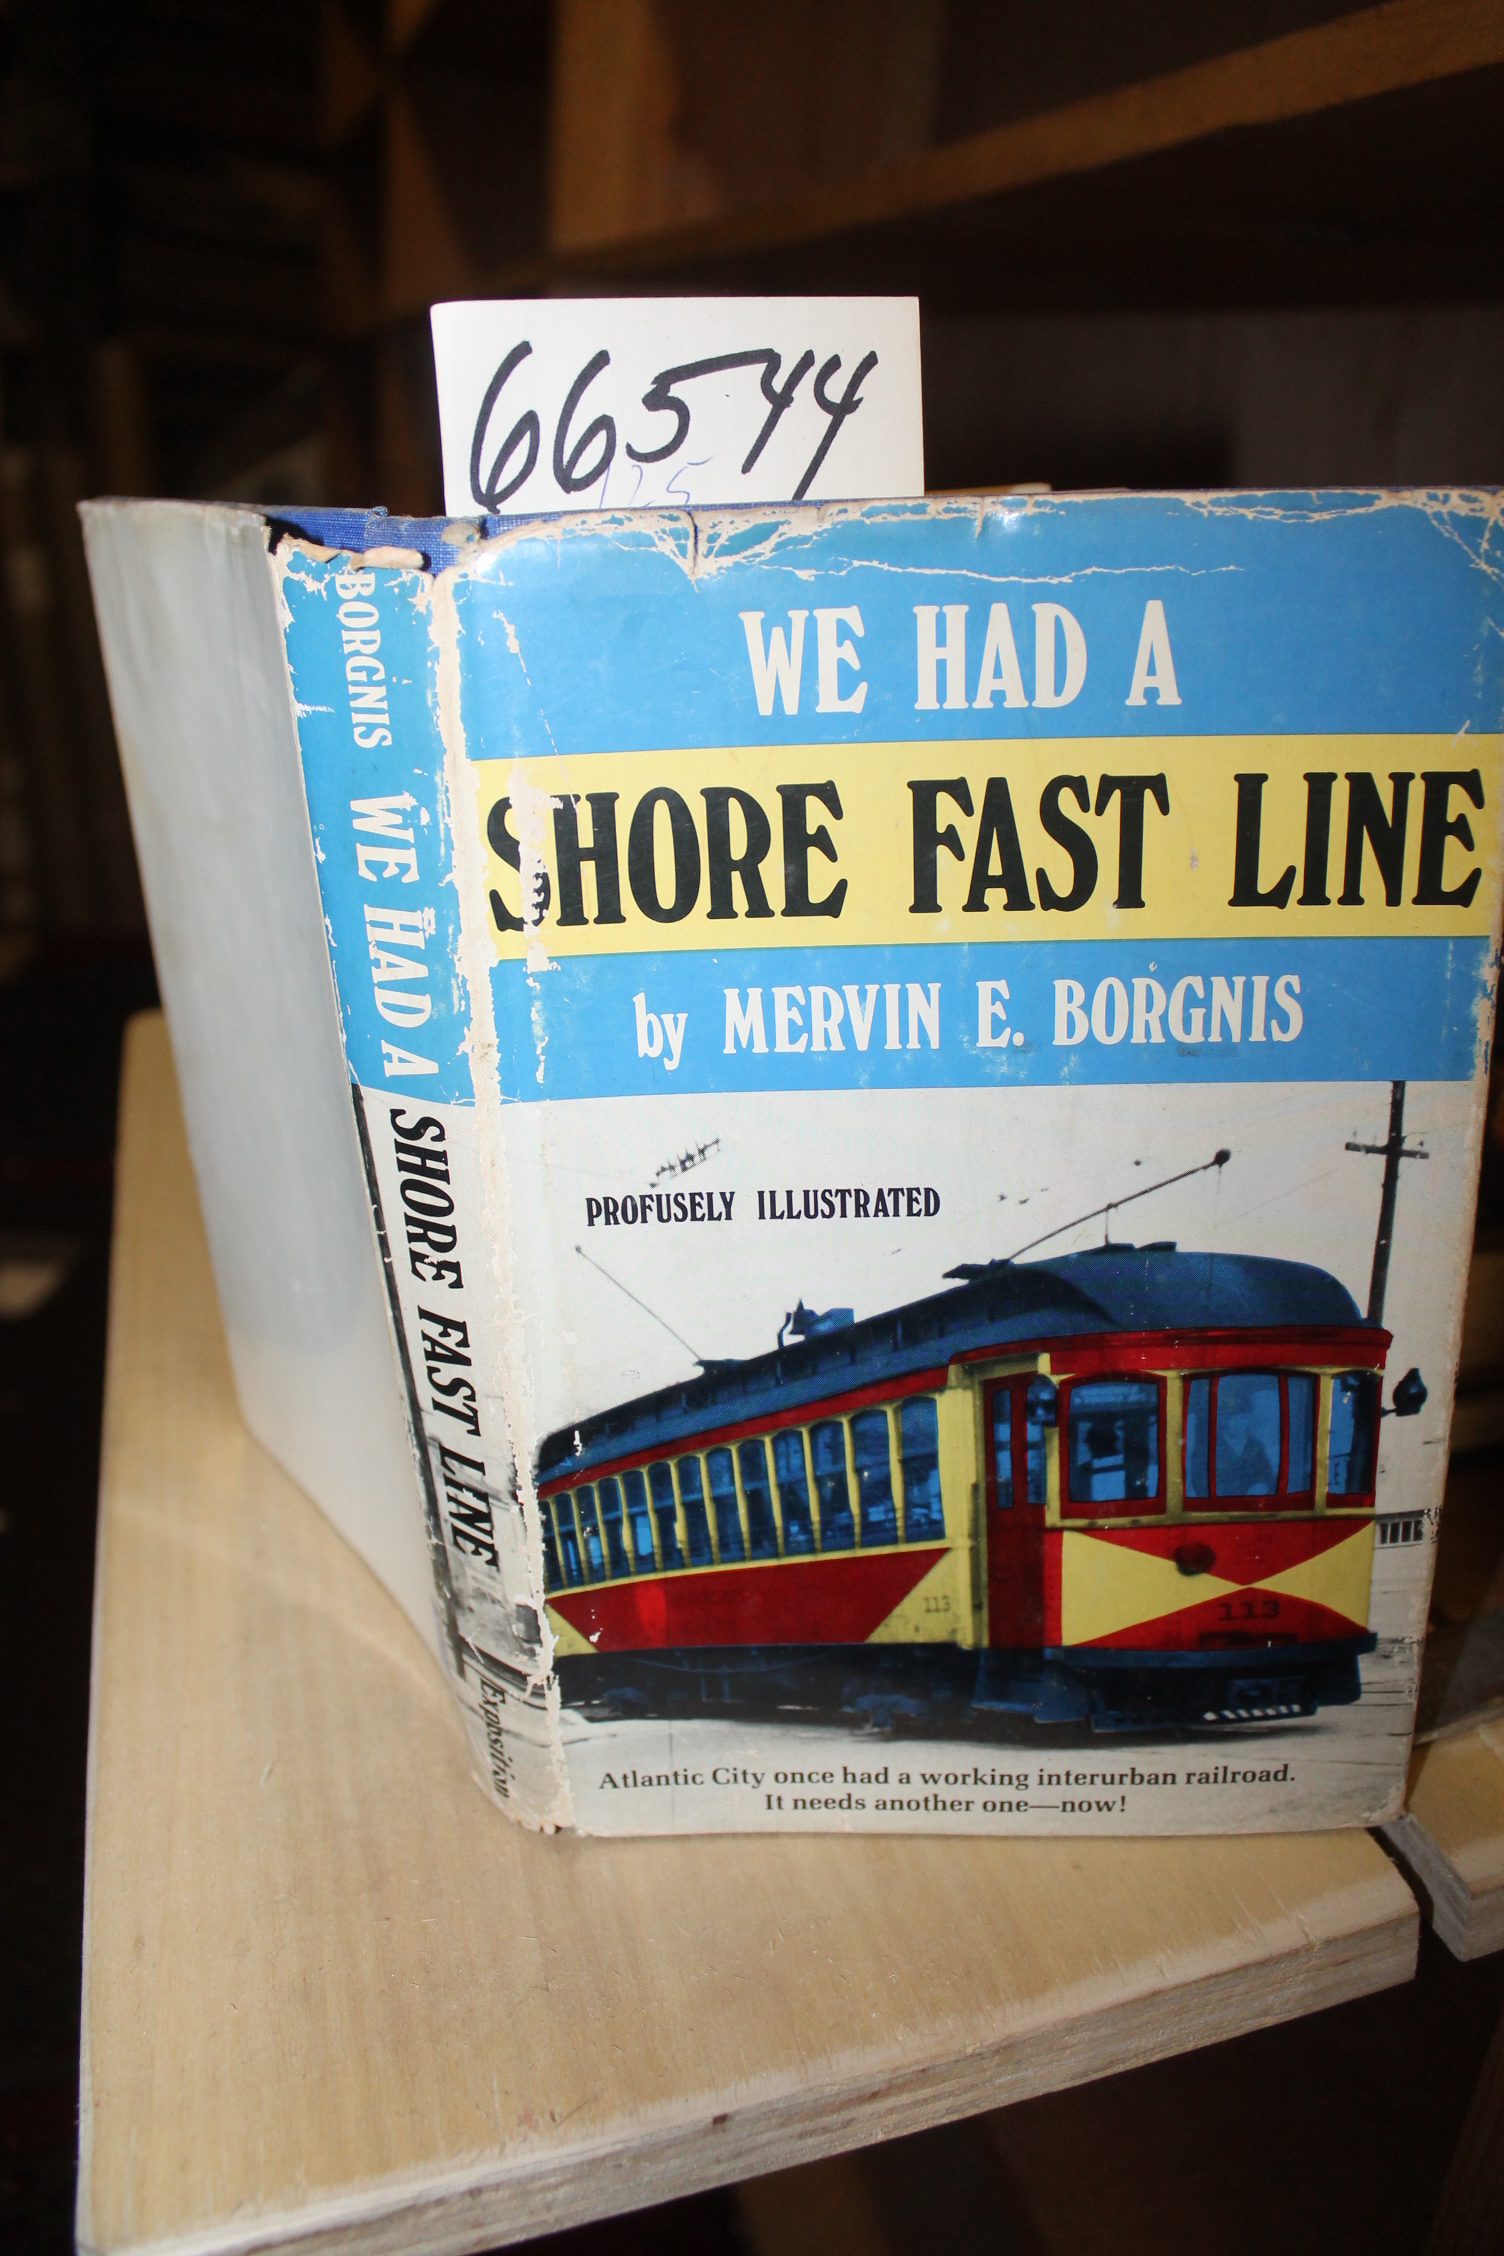 66544
125
WE HAD A
SHORE FAST LINE
by MERVIN E. BORGNIS
PROFUSELY ILLUSTRATED
113
113
Atlantic City once had a working interurban railroad.
It needs another one—now!
BORGNIS WE HAD A SHORE FAST LINE Exposition